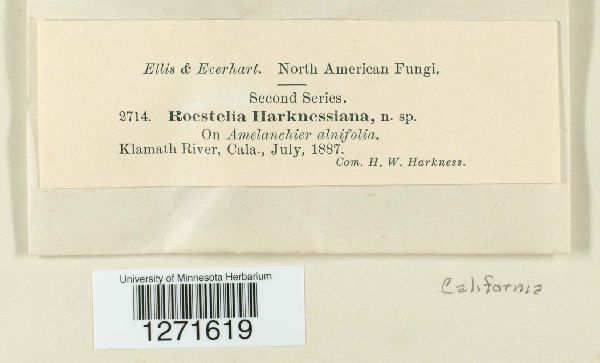 Ellis & Everhart. North American Fungi.
Second Series.
2714. Roestelia Harknessiana, n. sp.
On Amelanchier alnifolia.
Klamath River, Cala., July, 1887.
Com. H. W. Harkness.
University of Minnesota Herbarium
1271619
California